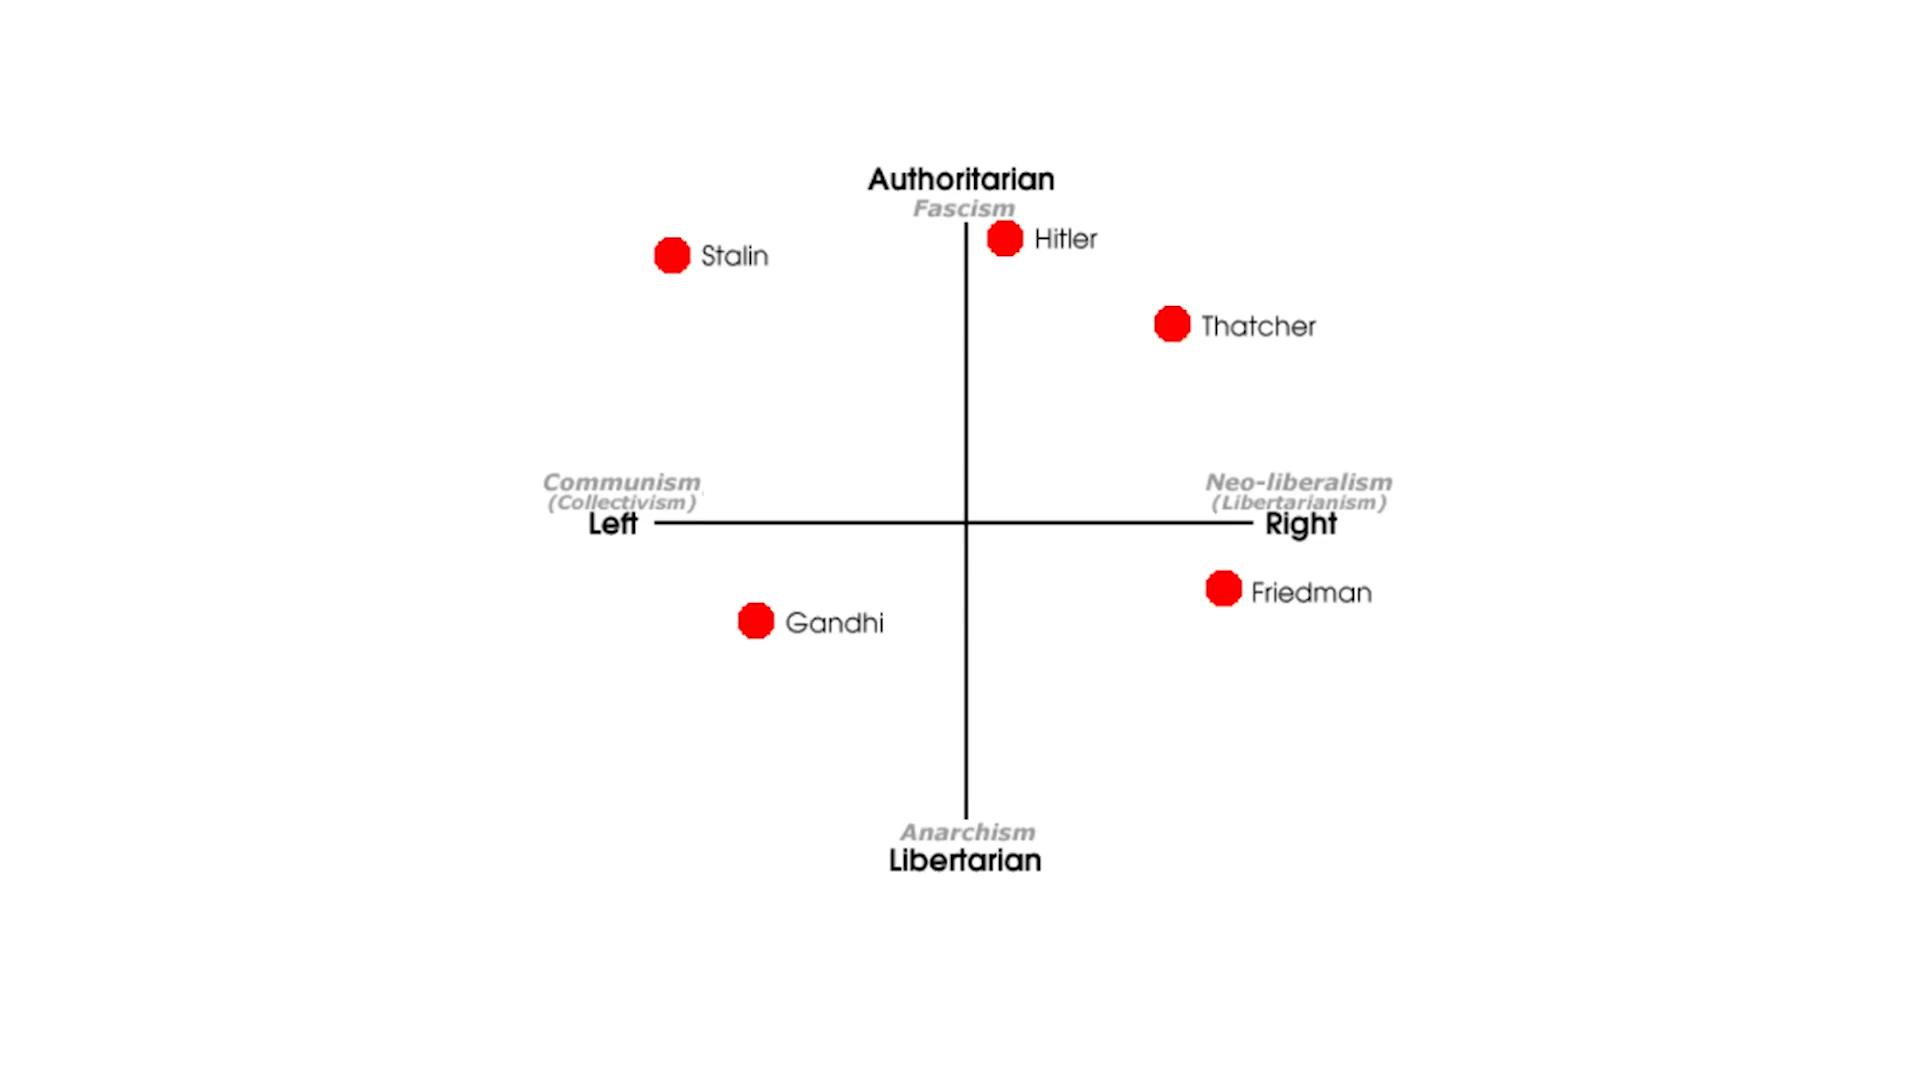 Authoritarian
Fascism
Hitler
Stalin
Thatcher
Communism
(Collectivism)
Left
Neo-liberalism
(Libertarianism)
Right
Friedman
Gandhi
Anarchism
Libertarian